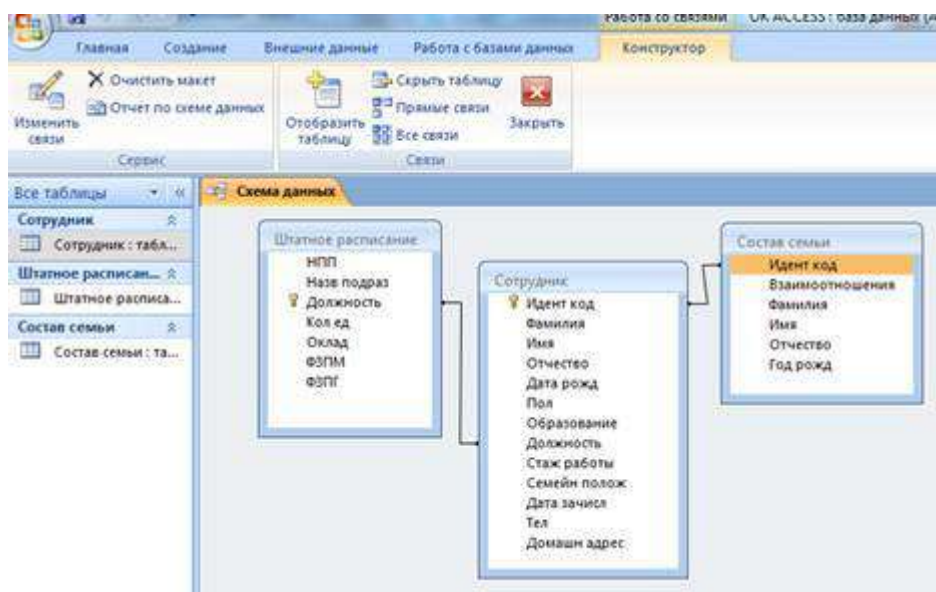 Работа со связями OK ACCESS : база данных (А
Главная Создание Внешние данные Работа с базами данных Конструктор
Изменить связи
Очистить макет
Отчет по схеме данных
Сервис
Отобразить таблицу
Скрыть таблицу
Прямые связи
Все связи
Закрыть
Связи
Все таблицы
Сотрудник
Сотрудник : табл...
Штатное расписан...
Штатное расписа...
Состав семьи
Состав семьи : та...
Схема данных
Штатное расписание
НПП
Назв подраз
Должность
Кол ед
Оклад
ФЗПМ
ФЗПГ
Сотрудник
Идент код
Фамилия
Имя
Отчество
Дата рожд
Пол
Образование
Должность
Стаж работы
Семейн полож
Дата зачисл
Тел
Домашн адрес
Состав семьи
Идент код
Взаимоотношения
Фамилия
Имя
Отчество
Год рожд